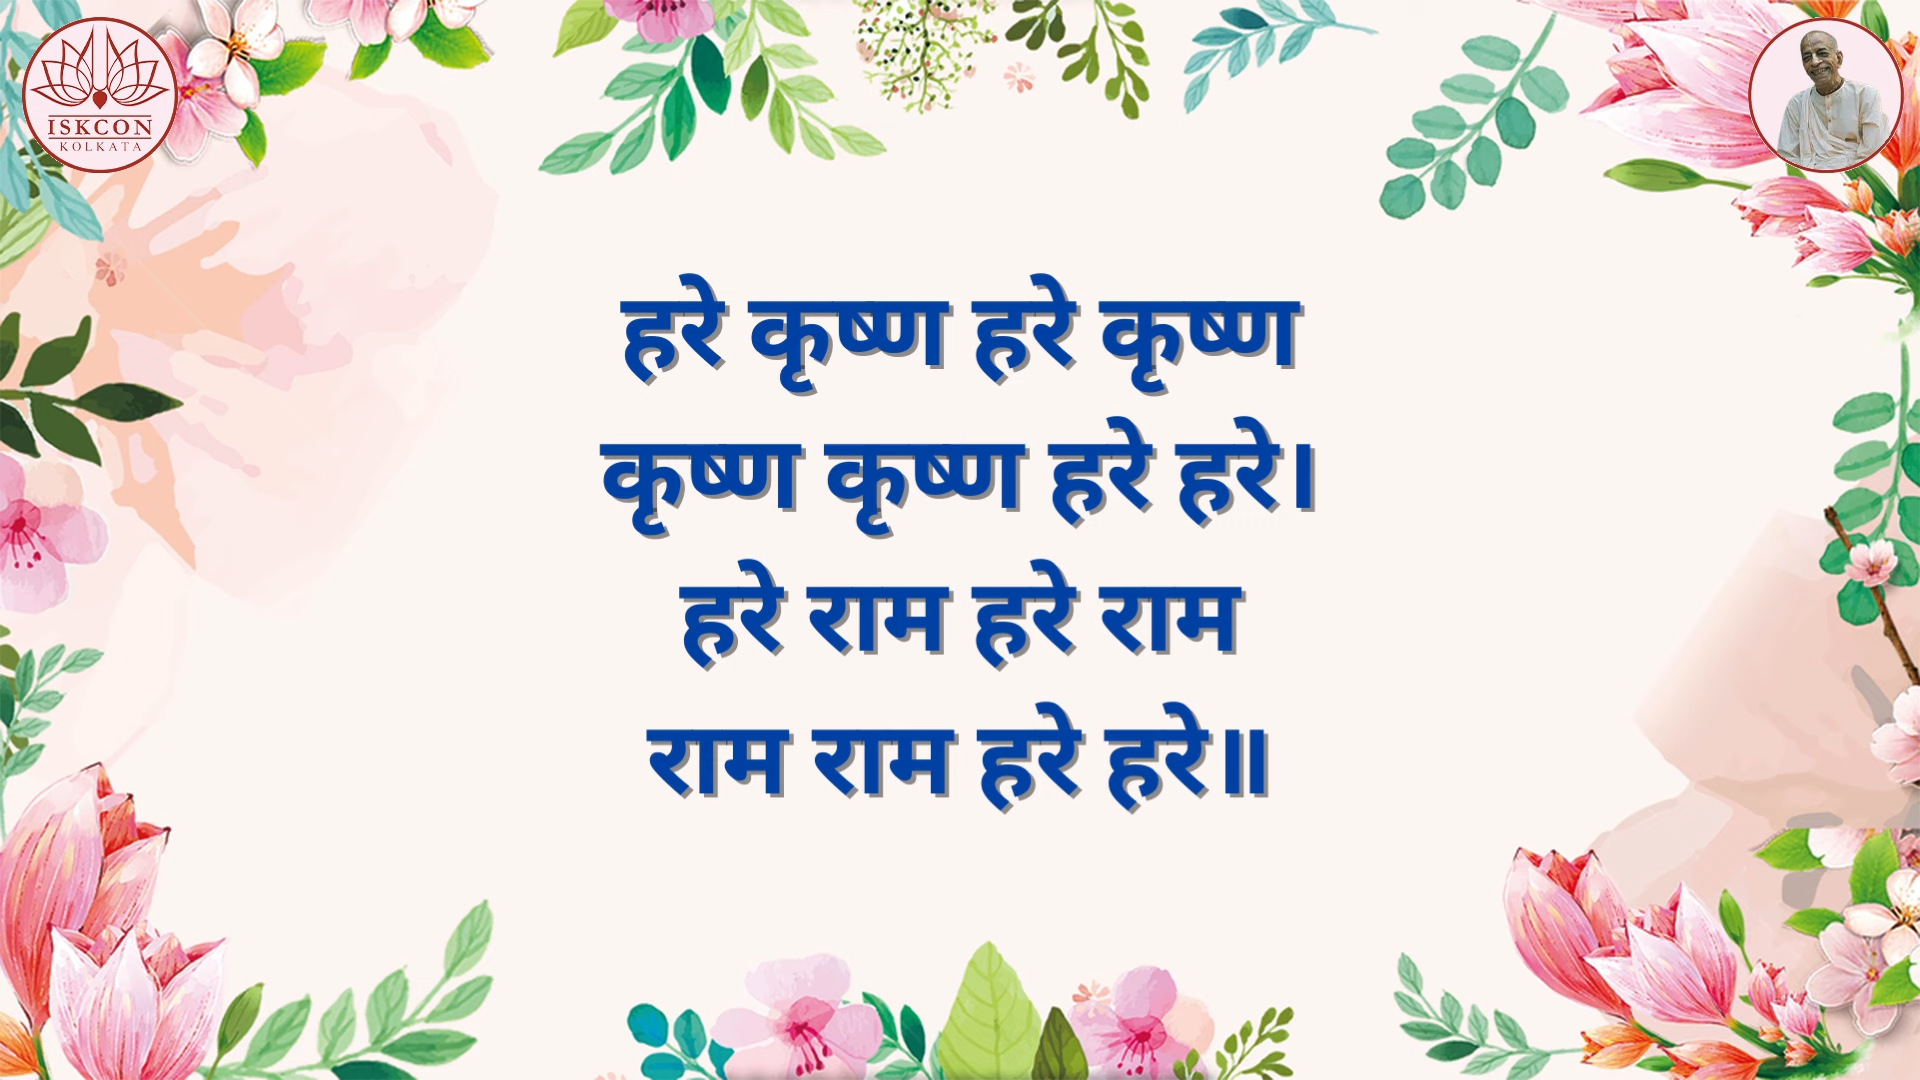 ISKCON
KOLKATA
हरे कृष्ण हरे कृष्ण
कृष्ण कृष्ण हरे हरे।
हरे राम हरे राम
राम राम हरे हरे॥